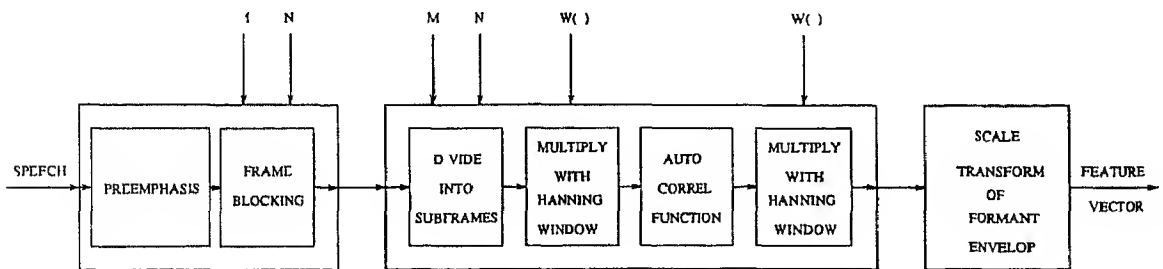 1 N M N W( ) W( )
SPEECH
PREEMPHASIS
FRAME
BLOCKING
D VIDE
INTO
SUBFRAMES
MULTIPLY
WITH
HANNING
WINDOW
AUTO
CORREL
FUNCTION
MULTIPLY
WITH
HANNING
WINDOW
SCALE
TRANSFORM
OF
FORMANT
ENVELOP
FEATURE
VECTOR